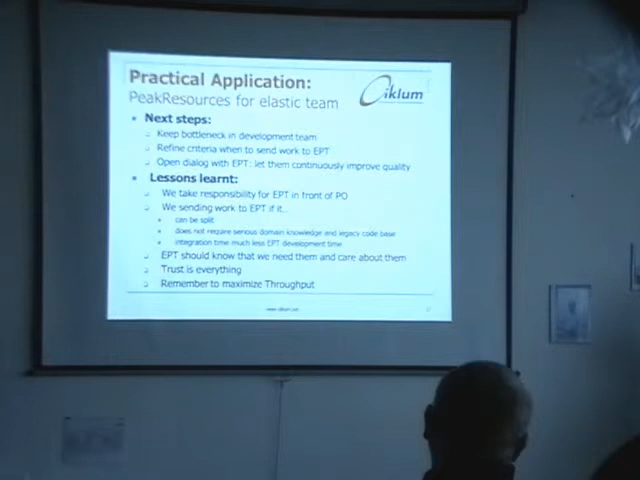 Practical Application:
Ciklum
PeakResources for elastic team
Next steps:
Keep bottleneck in development team
Refine criteria when to send work to EPT
Open dialog with EPT: let them continuously improve quality
Lessons learnt:
We take responsibility for EPT in front of PO
We sending work to EPT if it..
can be split
does not require serious domain knowledge and legacy code base
integration time much less EPT development time
EPT should know that we need them and care about them
Trust is everything
Remember to maximize Throughput
www.ciklum.net